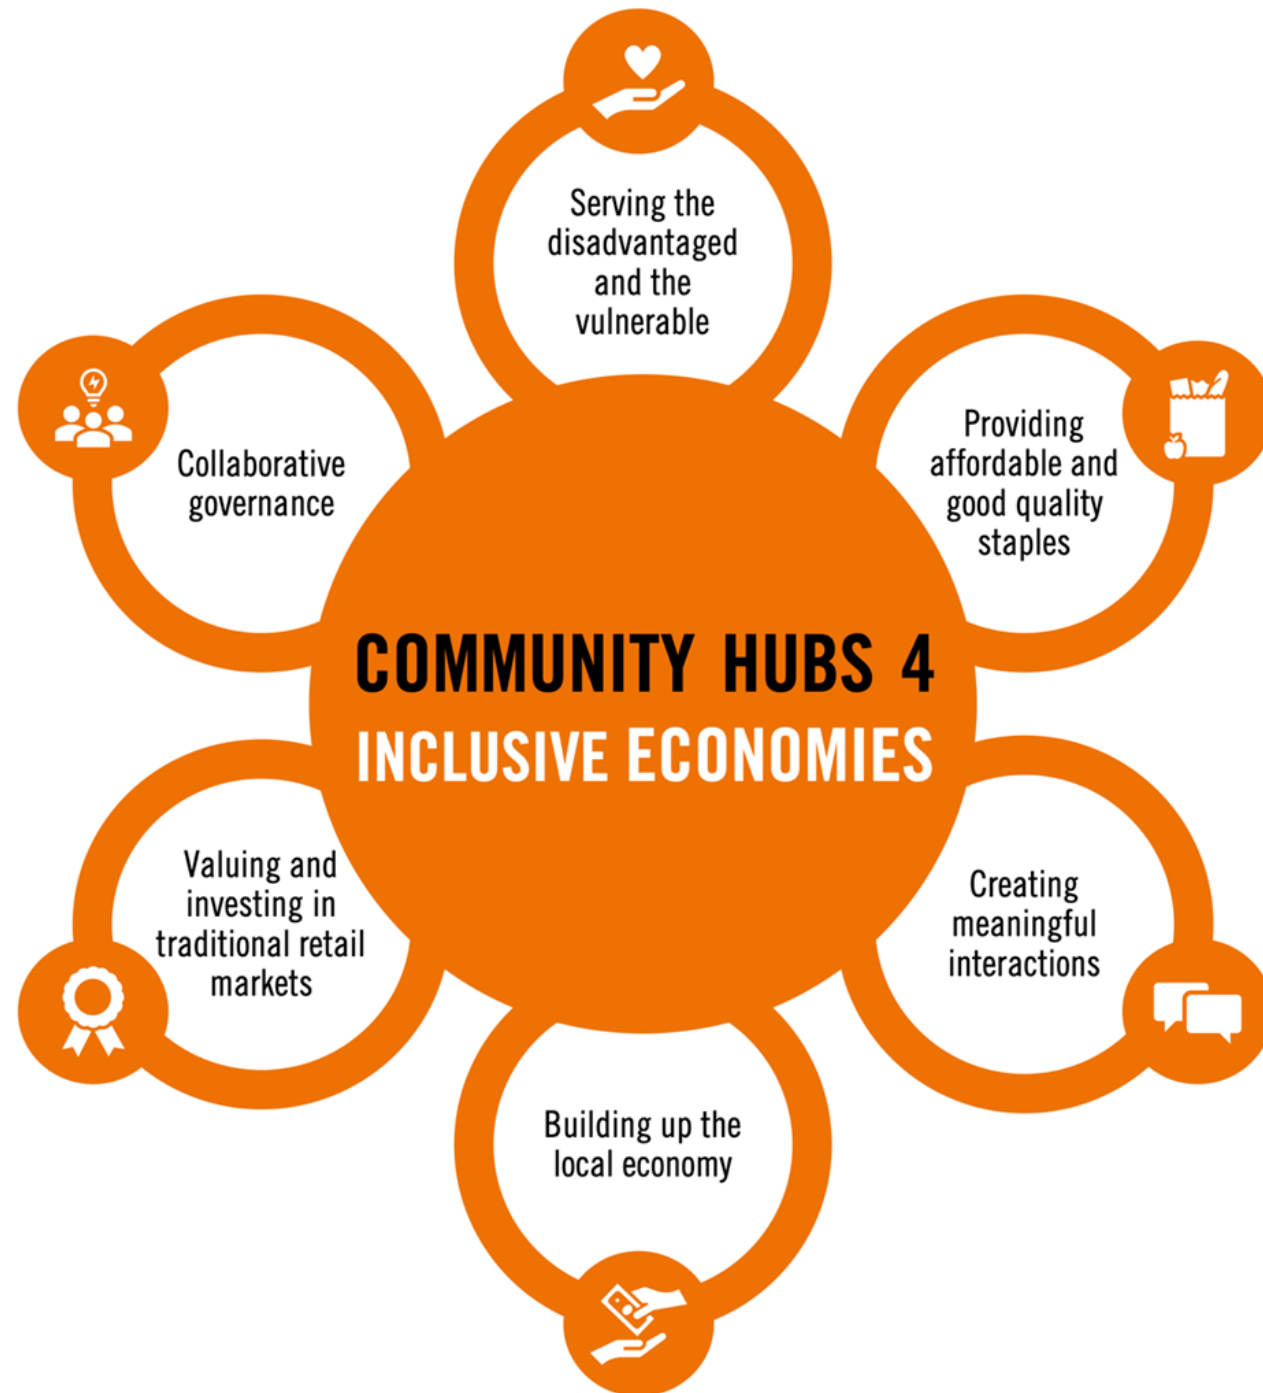 Serving the
disadvantaged
and the
vulnerable
Providing
affordable and
good quality
staples
Collaborative
governance
COMMUNITY HUBS 4
INCLUSIVE ECONOMIES
Valuing and
investing in
traditional retail
markets
Creating
meaningful
interactions
Building up the
local economy